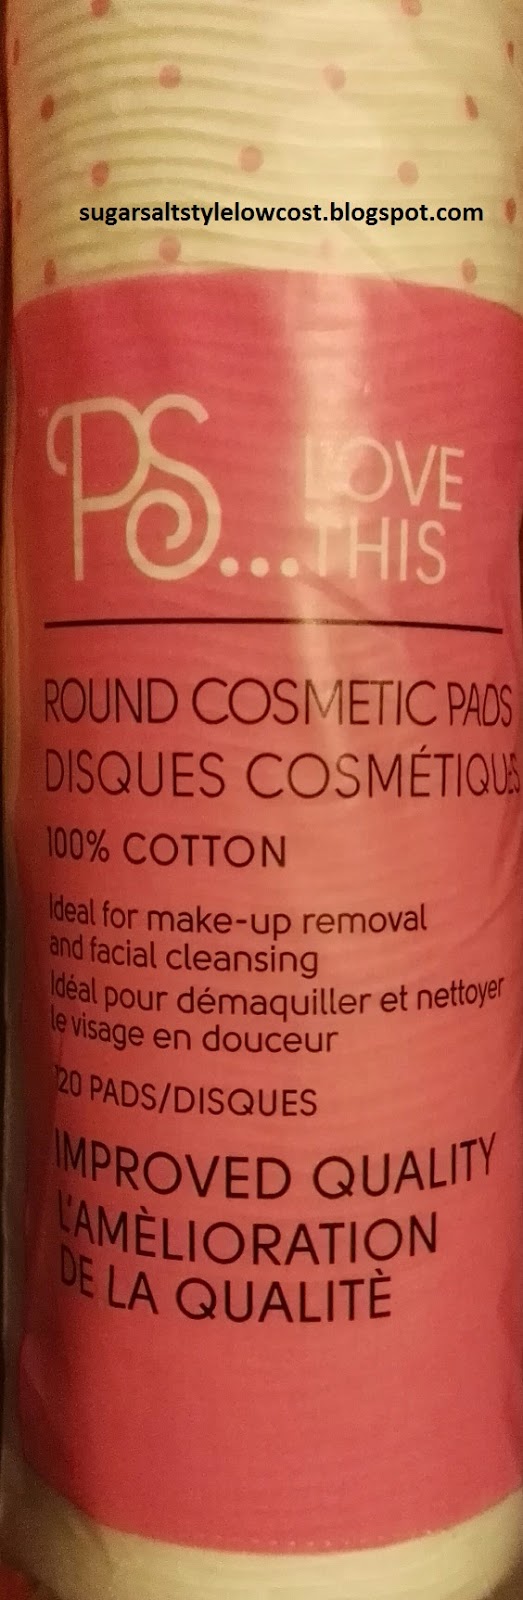 sugarsaltstylelowcost.blogspot.com
PS... LOVE
THIS
ROUND COSMETIC PADS
DISQUES COSMÉTIQUES
100% COTTON
Ideal for make-up removal
and facial cleansing
Idéal pour démaquiller et nettoyer
le visage en douceur
120 PADS/DISQUES
IMPROVED QUALITY
L'AMÈLIORATION
DE LA QUALITÈ